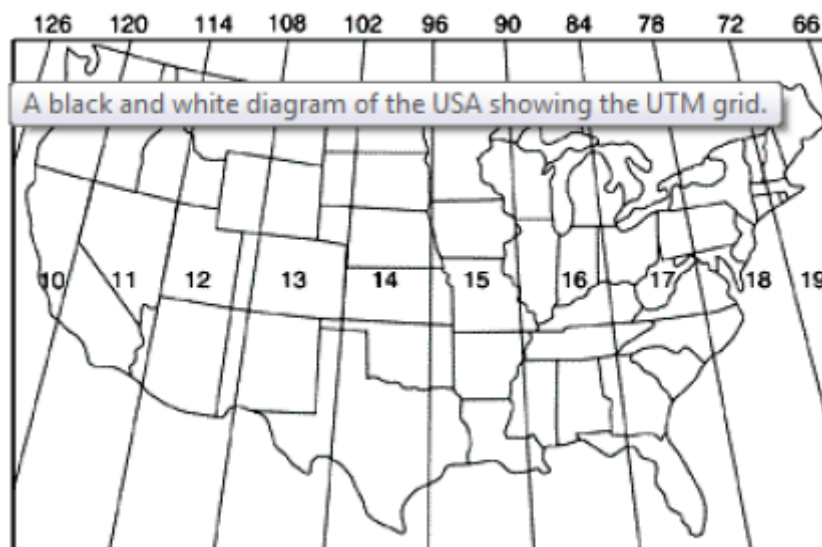 126 120 114 108 102 96 90 84 78 72 66
A black and white diagram of the USA showing the UTM grid.
10 11 12 13 14 15 16 17 18 19